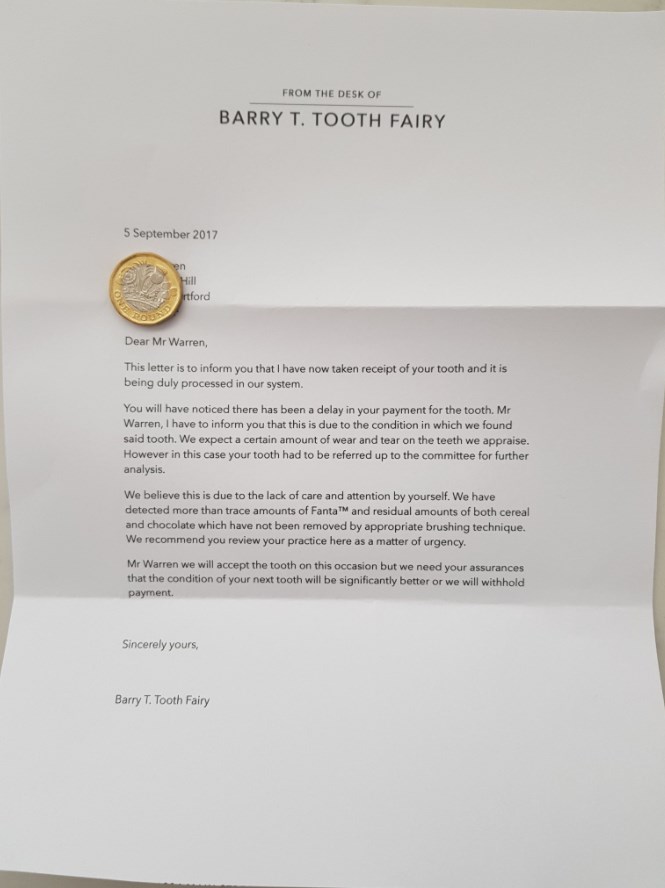 FROM THE DESK OF
BARRY T. TOOTH FAIRY
5 September 2017
Hill
Dear Mr Warren,
This letter is to inform you that I have now taken receipt of your tooth and it is
being duly processed in our system.
You will have noticed there has been a delay in your payment for the tooth. Mr
Warren, I have to inform you that this is due to the condition in which we found
said tooth. We expect a certain amount of wear and tear on the teeth we appraise.
However in this case your tooth had to be referred up to the committee for further
analysis.
We believe this is due to the lack of care and attention by yourself. We have
detected more than trace amounts of Fanta™ and residual amounts of both cereal
and chocolate which have not been removed by appropriate brushing technique.
We recommend you review your practice here as a matter of urgency.
Mr Warren we will accept the tooth on this occasion but we need your assurances
that the condition of your next tooth will be significantly better or we will withhold
payment.
Sincerely yours,
Barry T. Tooth Fairy
ONE POUND